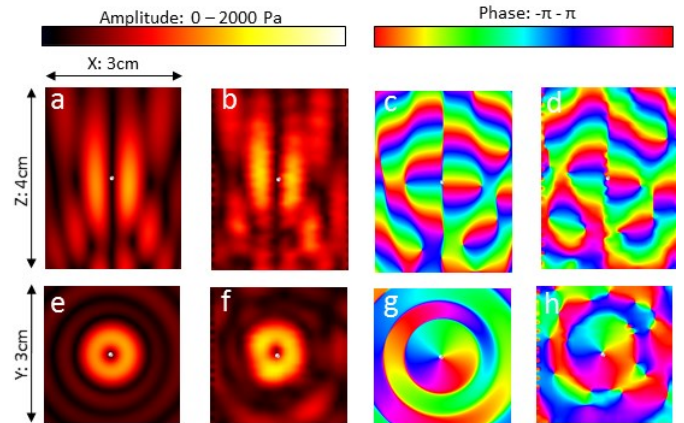 Amplitude: 0 – 2000 Pa
Phase: -π - π
X: 3cm
Z: 4cm
a
b
c
d
Y: 3cm
e
f
g
h